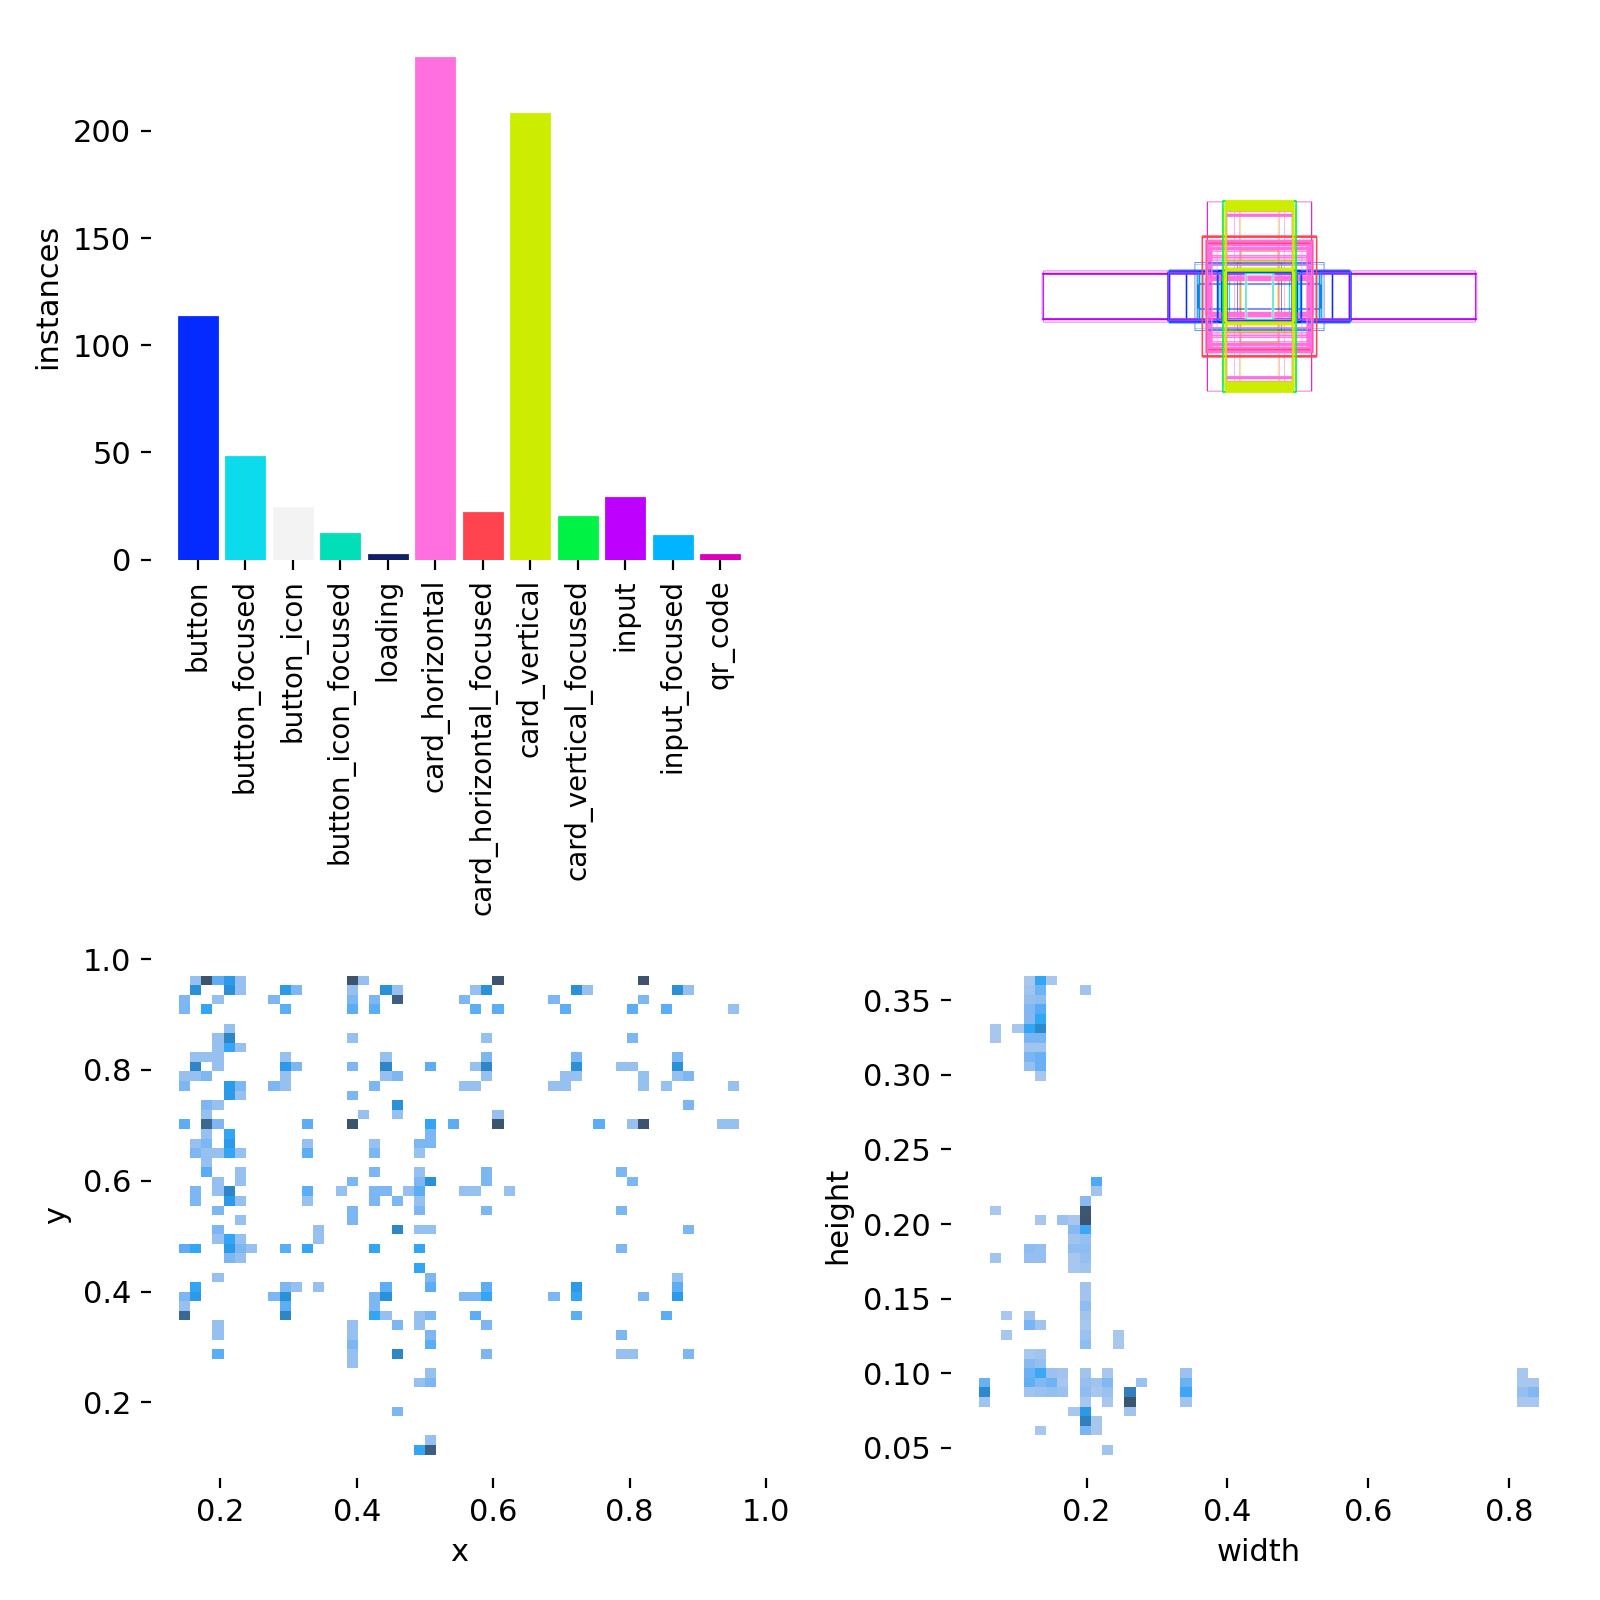 instances
200
150
100
50
0
button
button_focused
button_icon
button_icon_focused
loading
card_horizontal
card_horizontal_focused
card_vertical
card_vertical_focused
input
input_focused
qr_code
y
1.0
0.8
0.6
0.4
0.2
0.2
0.4
0.6
0.8
1.0
x
height
0.35
0.30
0.25
0.20
0.15
0.10
0.05
0.2
0.4
0.6
0.8
width